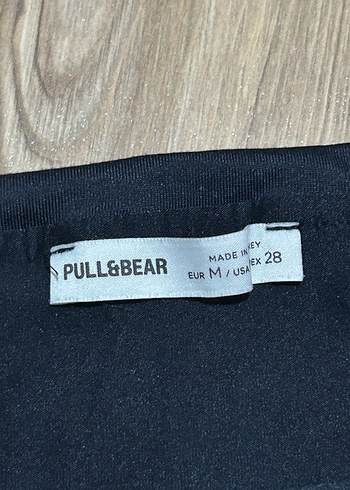 PULL&BEAR
MADE IN
EUR M / USA
28